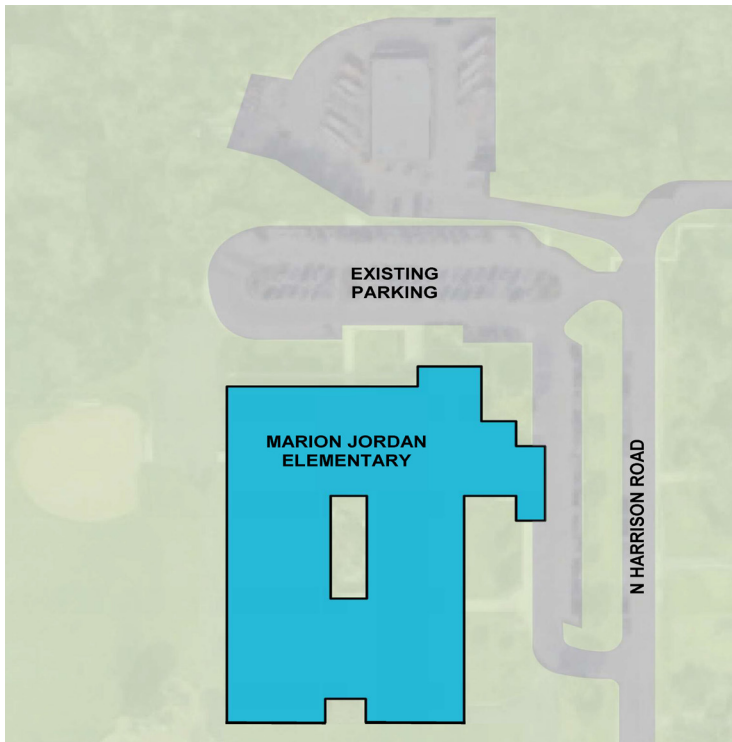 EXISTING
PARKING
MARION JORDAN
ELEMENTARY
N HARRISON ROAD